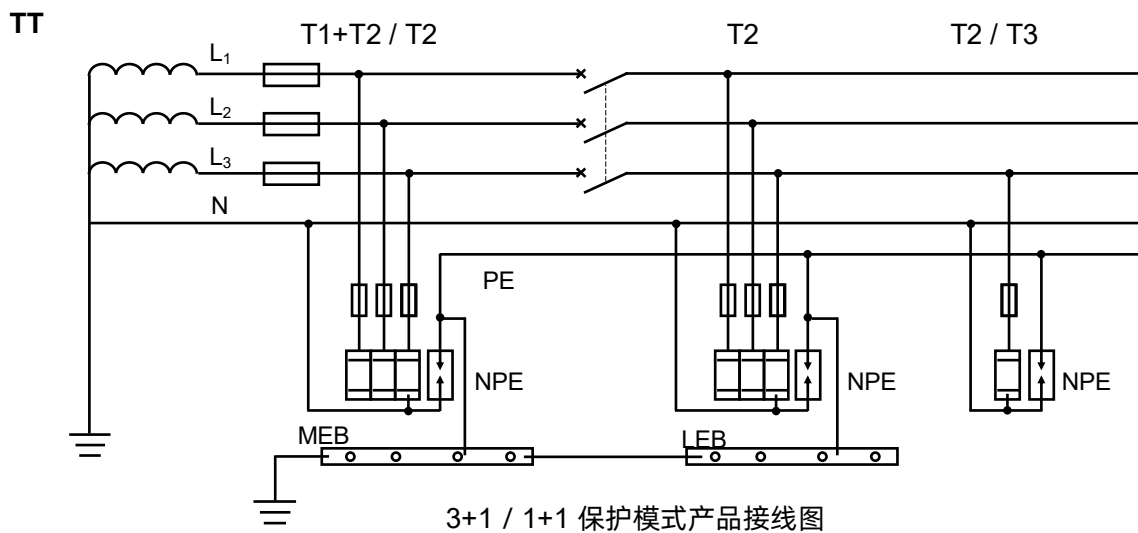 TT
T1+T2 / T2
T2
T2 / T3
L₁
L₂
L₃
N
PE
NPE
NPE
NPE
MEB
LEB
3+1 / 1+1 保护模式产品接线图